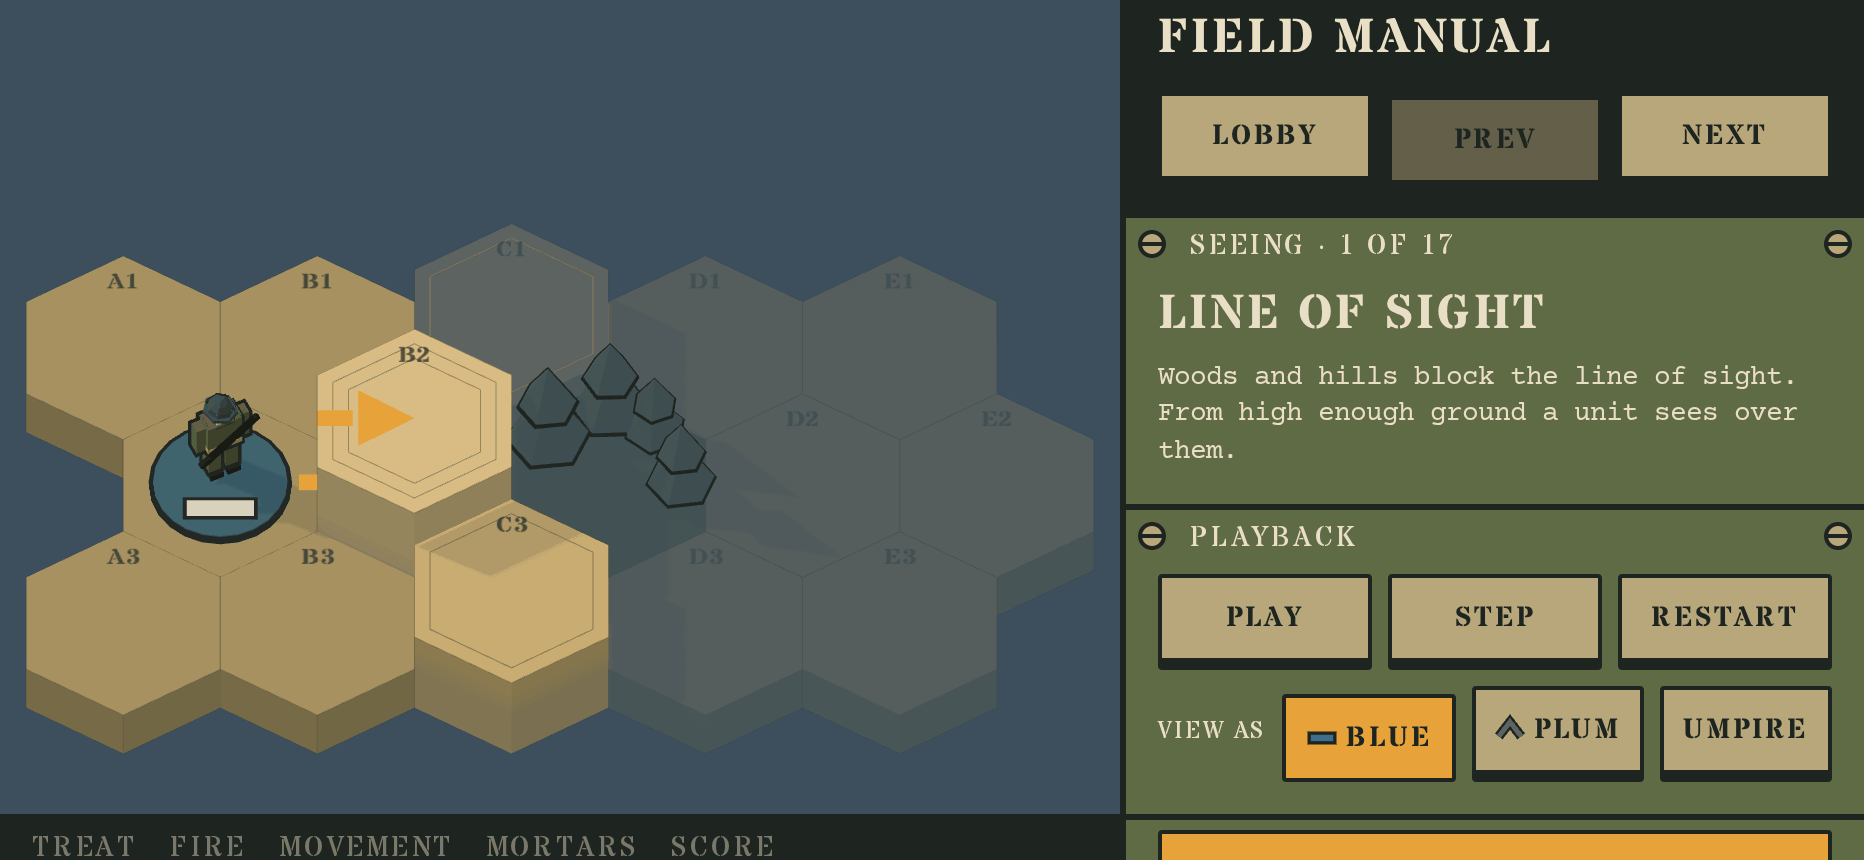 FIELD MANUAL
LOBBY
PREV
NEXT
SEEING · 1 OF 17
LINE OF SIGHT
Woods and hills block the line of sight.
From high enough ground a unit sees over
them.
PLAYBACK
PLAY
STEP
RESTART
VIEW AS
BLUE
PLUM
UMPIRE
C1
A1
B1
D1
E1
B2
D2
E2
C3
A3
B3
D3
E3
TREAT FIRE MOVEMENT MORTARS SCORE